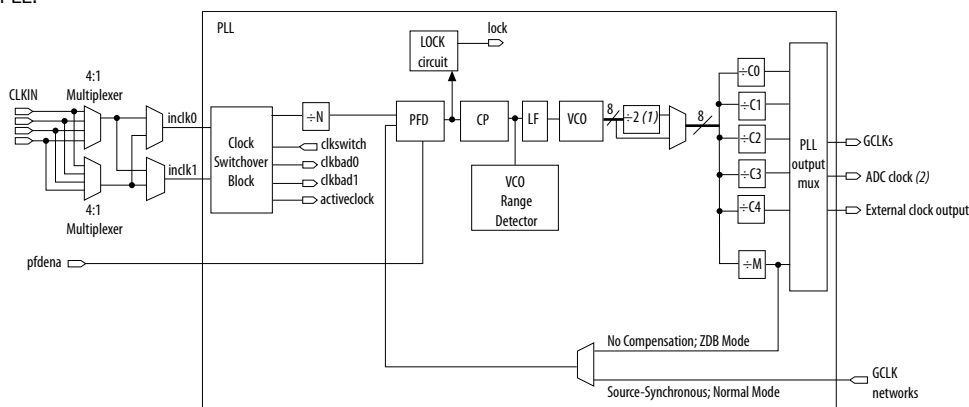 PLL.
PLL
lock
LOCK
circuit
4:1
Multiplexer
CLKIN
inclk0
inclk1
4:1
Multiplexer
Clock
Switchover
Block
÷N
clkswitch
clkbad0
clkbad1
activeclock
pfdena
PFD
CP
LF
VCO
8
÷2 (1)
8
VCO
Range
Detector
÷C0
÷C1
÷C2
÷C3
÷C4
÷M
PLL
output
mux
GCLKs
ADC clock (2)
External clock output
No Compensation; ZDB Mode
Source-Synchronous; Normal Mode
GCLK
networks